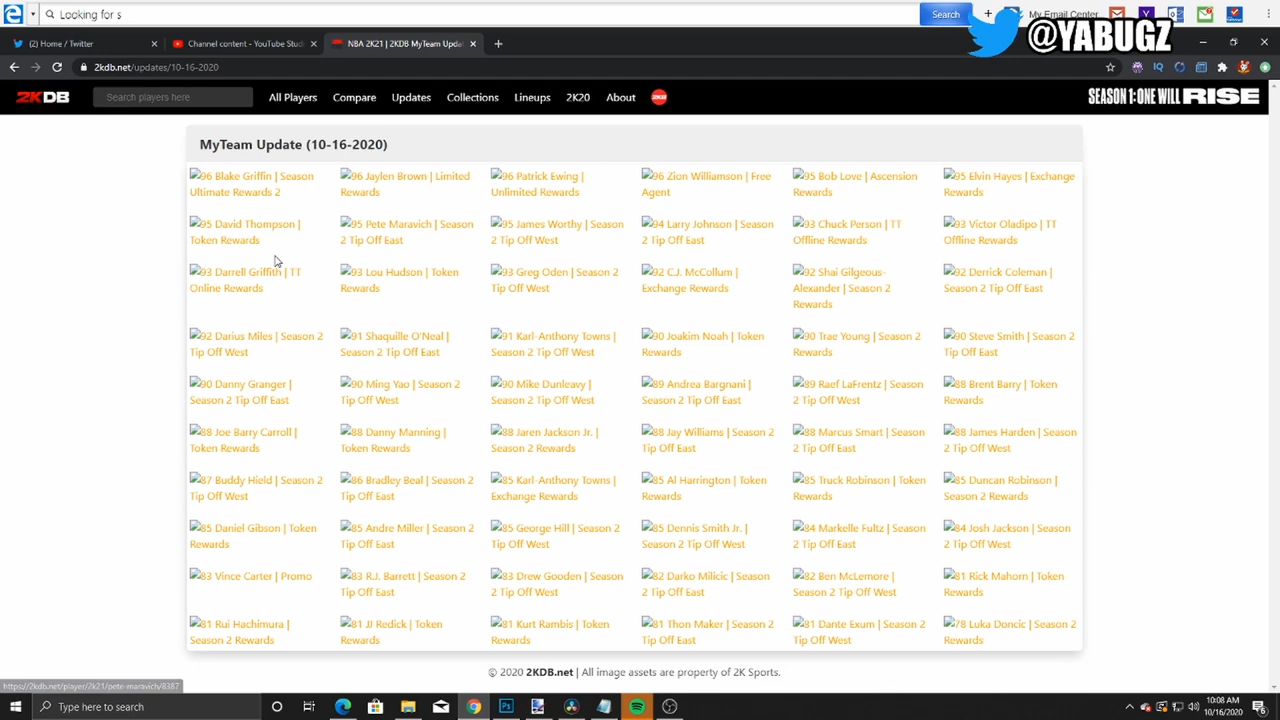 Looking for s
Search
My Email Center
@YABUGZ
(2) Home / Twitter
Channel content - YouTube Stud
NBA 2K21 | 2KDB MyTeam Upda
2kdb.net/updates/10-16-2020
2KDB
Search players here
All Players
Compare
Updates
Collections
Lineups
2K20
About
SEASON 1: ONE WILL RISE
MyTeam Update (10-16-2020)
96 Blake Griffin | Season
Ultimate Rewards 2
96 Jaylen Brown | Limited
Rewards
96 Patrick Ewing |
Unlimited Rewards
96 Zion Williamson | Free
Agent
95 Bob Love | Ascension
Rewards
95 Elvin Hayes | Exchange
Rewards
95 David Thompson |
Token Rewards
95 Pete Maravich | Season
2 Tip Off East
95 James Worthy | Season
2 Tip Off West
94 Larry Johnson | Season
2 Tip Off East
93 Chuck Person | TT
Offline Rewards
93 Victor Oladipo | TT
Offline Rewards
93 Darrell Griffith | TT
Online Rewards
93 Lou Hudson | Token
Rewards
93 Greg Oden | Season 2
Tip Off West
92 C.J. McCollum |
Exchange Rewards
92 Shai Gilgeous-
Alexander | Season 2
Rewards
92 Derrick Coleman |
Season 2 Tip Off East
92 Darius Miles | Season 2
Tip Off West
91 Shaquille O'Neal |
Season 2 Tip Off East
91 Karl-Anthony Towns |
Season 2 Tip Off West
90 Joakim Noah | Token
Rewards
90 Trae Young | Season 2
Rewards
90 Steve Smith | Season 2
Tip Off East
90 Danny Granger |
Season 2 Tip Off East
90 Ming Yao | Season 2
Tip Off West
90 Mike Dunleavy |
Season 2 Tip Off West
89 Andrea Bargnani |
Season 2 Tip Off East
89 Raef LaFrentz | Season
2 Tip Off West
88 Brent Barry | Token
Rewards
88 Joe Barry Carroll |
Token Rewards
88 Danny Manning |
Token Rewards
88 Jaren Jackson Jr. |
Season 2 Rewards
88 Jay Williams | Season 2
Tip Off East
88 Marcus Smart | Season
2 Tip Off East
88 James Harden | Season
2 Tip Off West
87 Buddy Hield | Season 2
Tip Off West
86 Bradley Beal | Season 2
Tip Off East
85 Karl-Anthony Towns |
Exchange Rewards
85 Al Harrington | Token
Rewards
85 Truck Robinson | Token
Rewards
85 Duncan Robinson |
Season 2 Rewards
85 Daniel Gibson | Token
Rewards
85 Andre Miller | Season 2
Tip Off East
85 George Hill | Season 2
Tip Off West
85 Dennis Smith Jr. |
Season 2 Tip Off West
84 Markelle Fultz | Season
2 Tip Off East
84 Josh Jackson | Season
2 Tip Off West
83 Vince Carter | Promo
83 R.J. Barrett | Season 2
Tip Off East
83 Drew Gooden | Season
2 Tip Off West
82 Darko Milicic | Season
2 Tip Off East
82 Ben McLemore |
Season 2 Tip Off West
81 Rick Mahorn | Token
Rewards
81 Rui Hachimura |
Season 2 Rewards
81 JJ Redick | Token
Rewards
81 Kurt Rambis | Token
Rewards
81 Thon Maker | Season 2
Tip Off East
81 Dante Exum | Season 2
Tip Off West
78 Luka Doncic | Season 2
Rewards
© 2020 2KDB.net | All image assets are property of 2K Sports.
https://2kdb.net/player/2k21/pete-maravich/8387
Type here to search
10:08 AM
10/16/2020